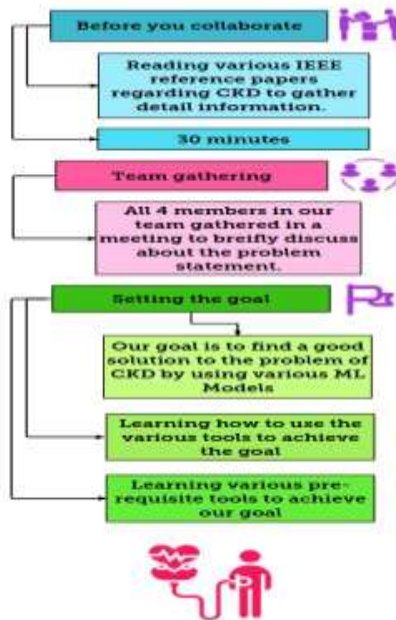 Before you collaborate
Reading various IEEE
reference papers
regarding CKD to gather
detail information.
30 minutes
Team gathering
All 4 members in our
team gathered in a
meeting to breifly discuss
about the problem
statement.
Setting the goal
Our goal is to find a good
solution to the problem of
CKD by using various ML
Models
Learning how to use the
various tools to achieve
the goal
Learning various pre-
requisite tools to achieve
our goal